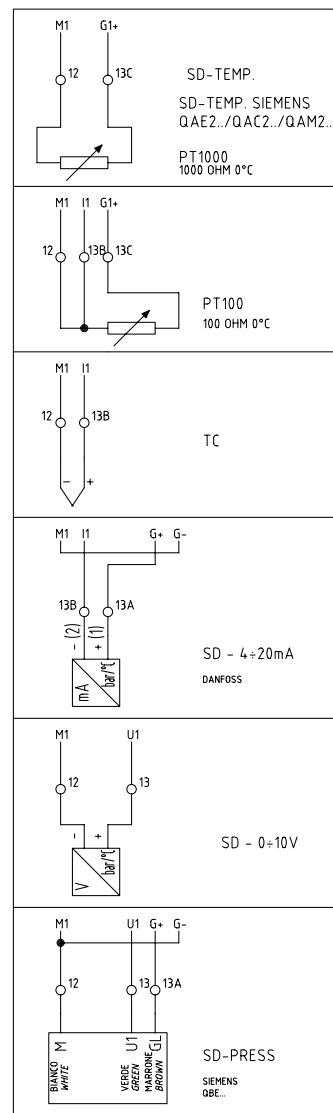 M1 G1+
12 13C
SD-TEMP.
SD-TEMP. SIEMENS
QAE2../QAC2../QAM2..
PT1000
1000 OHM 0°C
M1 I1 G1+
12 13B 13C
PT100
100 OHM 0°C
M1 I1
12 13B
- +
TC
M1 I1 G+ G-
13B 13A
- (2) + (1)
mA bar/°C
SD - 4÷20mA
DANFOSS
M1 U1
12 13
- +
V bar/°C
SD - 0÷10V
M1 U1 G+ G-
12 13 13A
M U1 GL
BIANCO VERDE MARRONE
WHITE GREEN BROWN
SD-PRESS
SIEMENS
QBE...